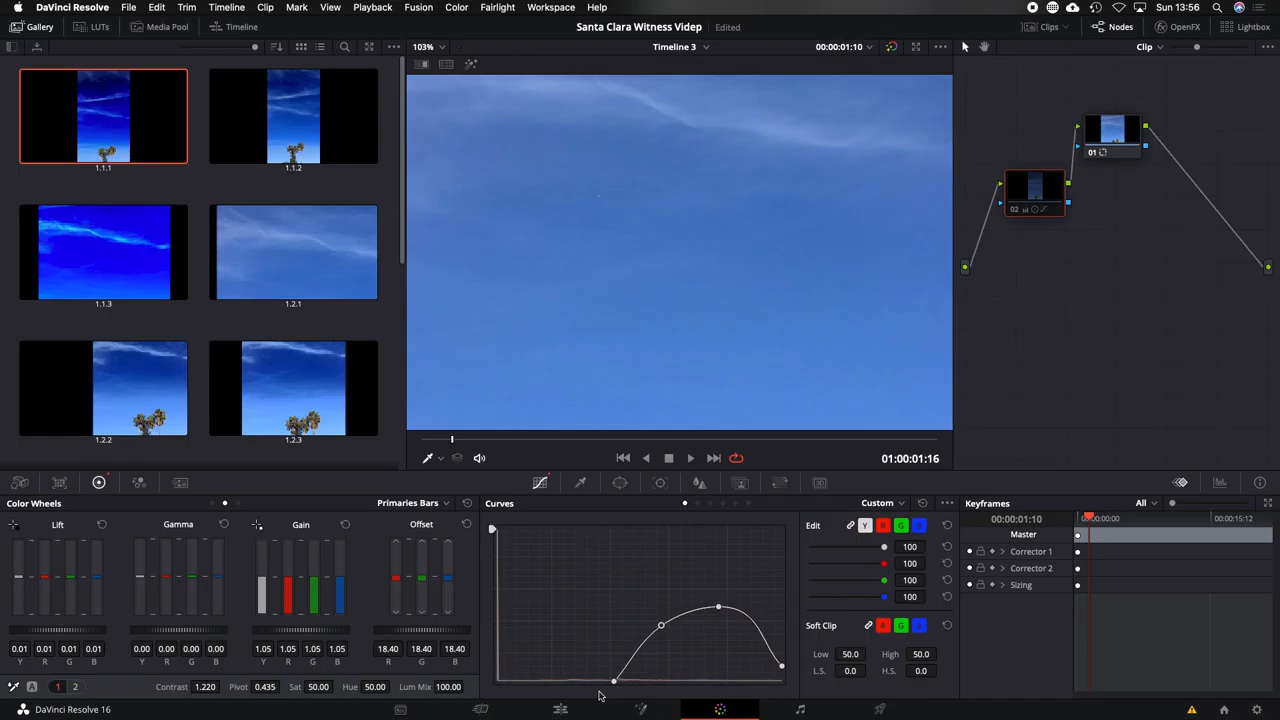 DaVinci Resolve File Edit Trim Timeline Clip Mark View Playback Fusion Color Fairlight Workspace Help Sun 13:56
Gallery LUTs Media Pool Timeline Santa Clara Witness Videp Edited Clips Nodes OpenFX Lightbox
103% Timeline 3 00:00:01:10 Clip
1.1.1 1.1.2
1.1.3 1.2.1
1.2.2 1.2.3
01
02
01:00:01:16
Color Wheels Primaries Bars Curves Custom Keyframes All
Lift Gamma Gain Offset
Edit Y R G B
100
100
100
100
Soft Clip R G B
Low 50.0 High 50.0
L.S. 0.0 H.S. 0.0
00:00:01:10 00:00:00:00 00:00:15:12
Master
Corrector 1
Corrector 2
Sizing
0.01 0.01 0.01 0.01 0.00 0.00 0.00 0.00 1.05 1.05 1.05 1.05 18.40 18.40 18.40
Y R G B Y R G B Y R G B R G B
A 1 2 Contrast 1.220 Pivot 0.435 Sat 50.00 Hue 50.00 Lum Mix 100.00
DaVinci Resolve 16